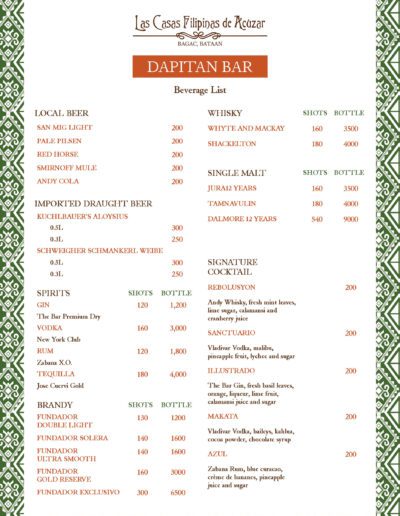 Las Casas Filipinas de Acúzar
BAGAC, BATAAN
DAPITAN BAR
Beverage List
LOCAL BEER
SAN MIG LIGHT 200
PALE PILSEN 200
RED HORSE 200
SMIRNOFF MULE 200
ANDY COLA 200
IMPORTED DRAUGHT BEER
KUCHLBAUER'S ALOYSIUS
0.5L 300
0.3L 250
SCHWEIGHER SCHMANKERL WEIBE
0.5L 300
0.3L 250
SPIRITS SHOTS BOTTLE
GIN 120 1,200
The Bar Premium Dry
VODKA 160 3,000
New York Club
RUM 120 1,800
Zabana X.O.
TEQUILLA 180 4,000
Jose Cuervi Gold
BRANDY SHOTS BOTTLE
FUNDADOR 130 1200
DOUBLE LIGHT
FUNDADOR SOLERA 140 1600
FUNDADOR 140 1600
ULTRA SMOOTH
FUNDADOR 160 3000
GOLD RESERVE
FUNDADOR EXCLUSIVO 300 6500
WHISKY SHOTS BOTTLE
WHYTE AND MACKAY 160 3500
SHACKELTON 180 4000
SINGLE MALT SHOTS BOTTLE
JURA12 YEARS 160 3500
TAMNAVULIN 180 4000
DALMORE 12 YEARS 540 9000
SIGNATURE
COCKTAIL
REBOLUSYON 200
Andy Whisky, fresh mint leaves,
lime sugar, calamansi and
cranberry juice
SANCTUARIO 200
Vladivar Vodka, malibu,
pineapple fruit, lychee and sugar
ILLUSTRADO 200
The Bar Gin, fresh basil leaves,
orange, liqueur, lime fruit,
calamansi juice and sugar
MAKATA 200
Vladivar Vodka, baileys, kahlua,
cocoa powder, chocolate syrup
AZUL 200
Zabana Rum, blue curacao,
crème de bananes, pineapple
juice and sugar